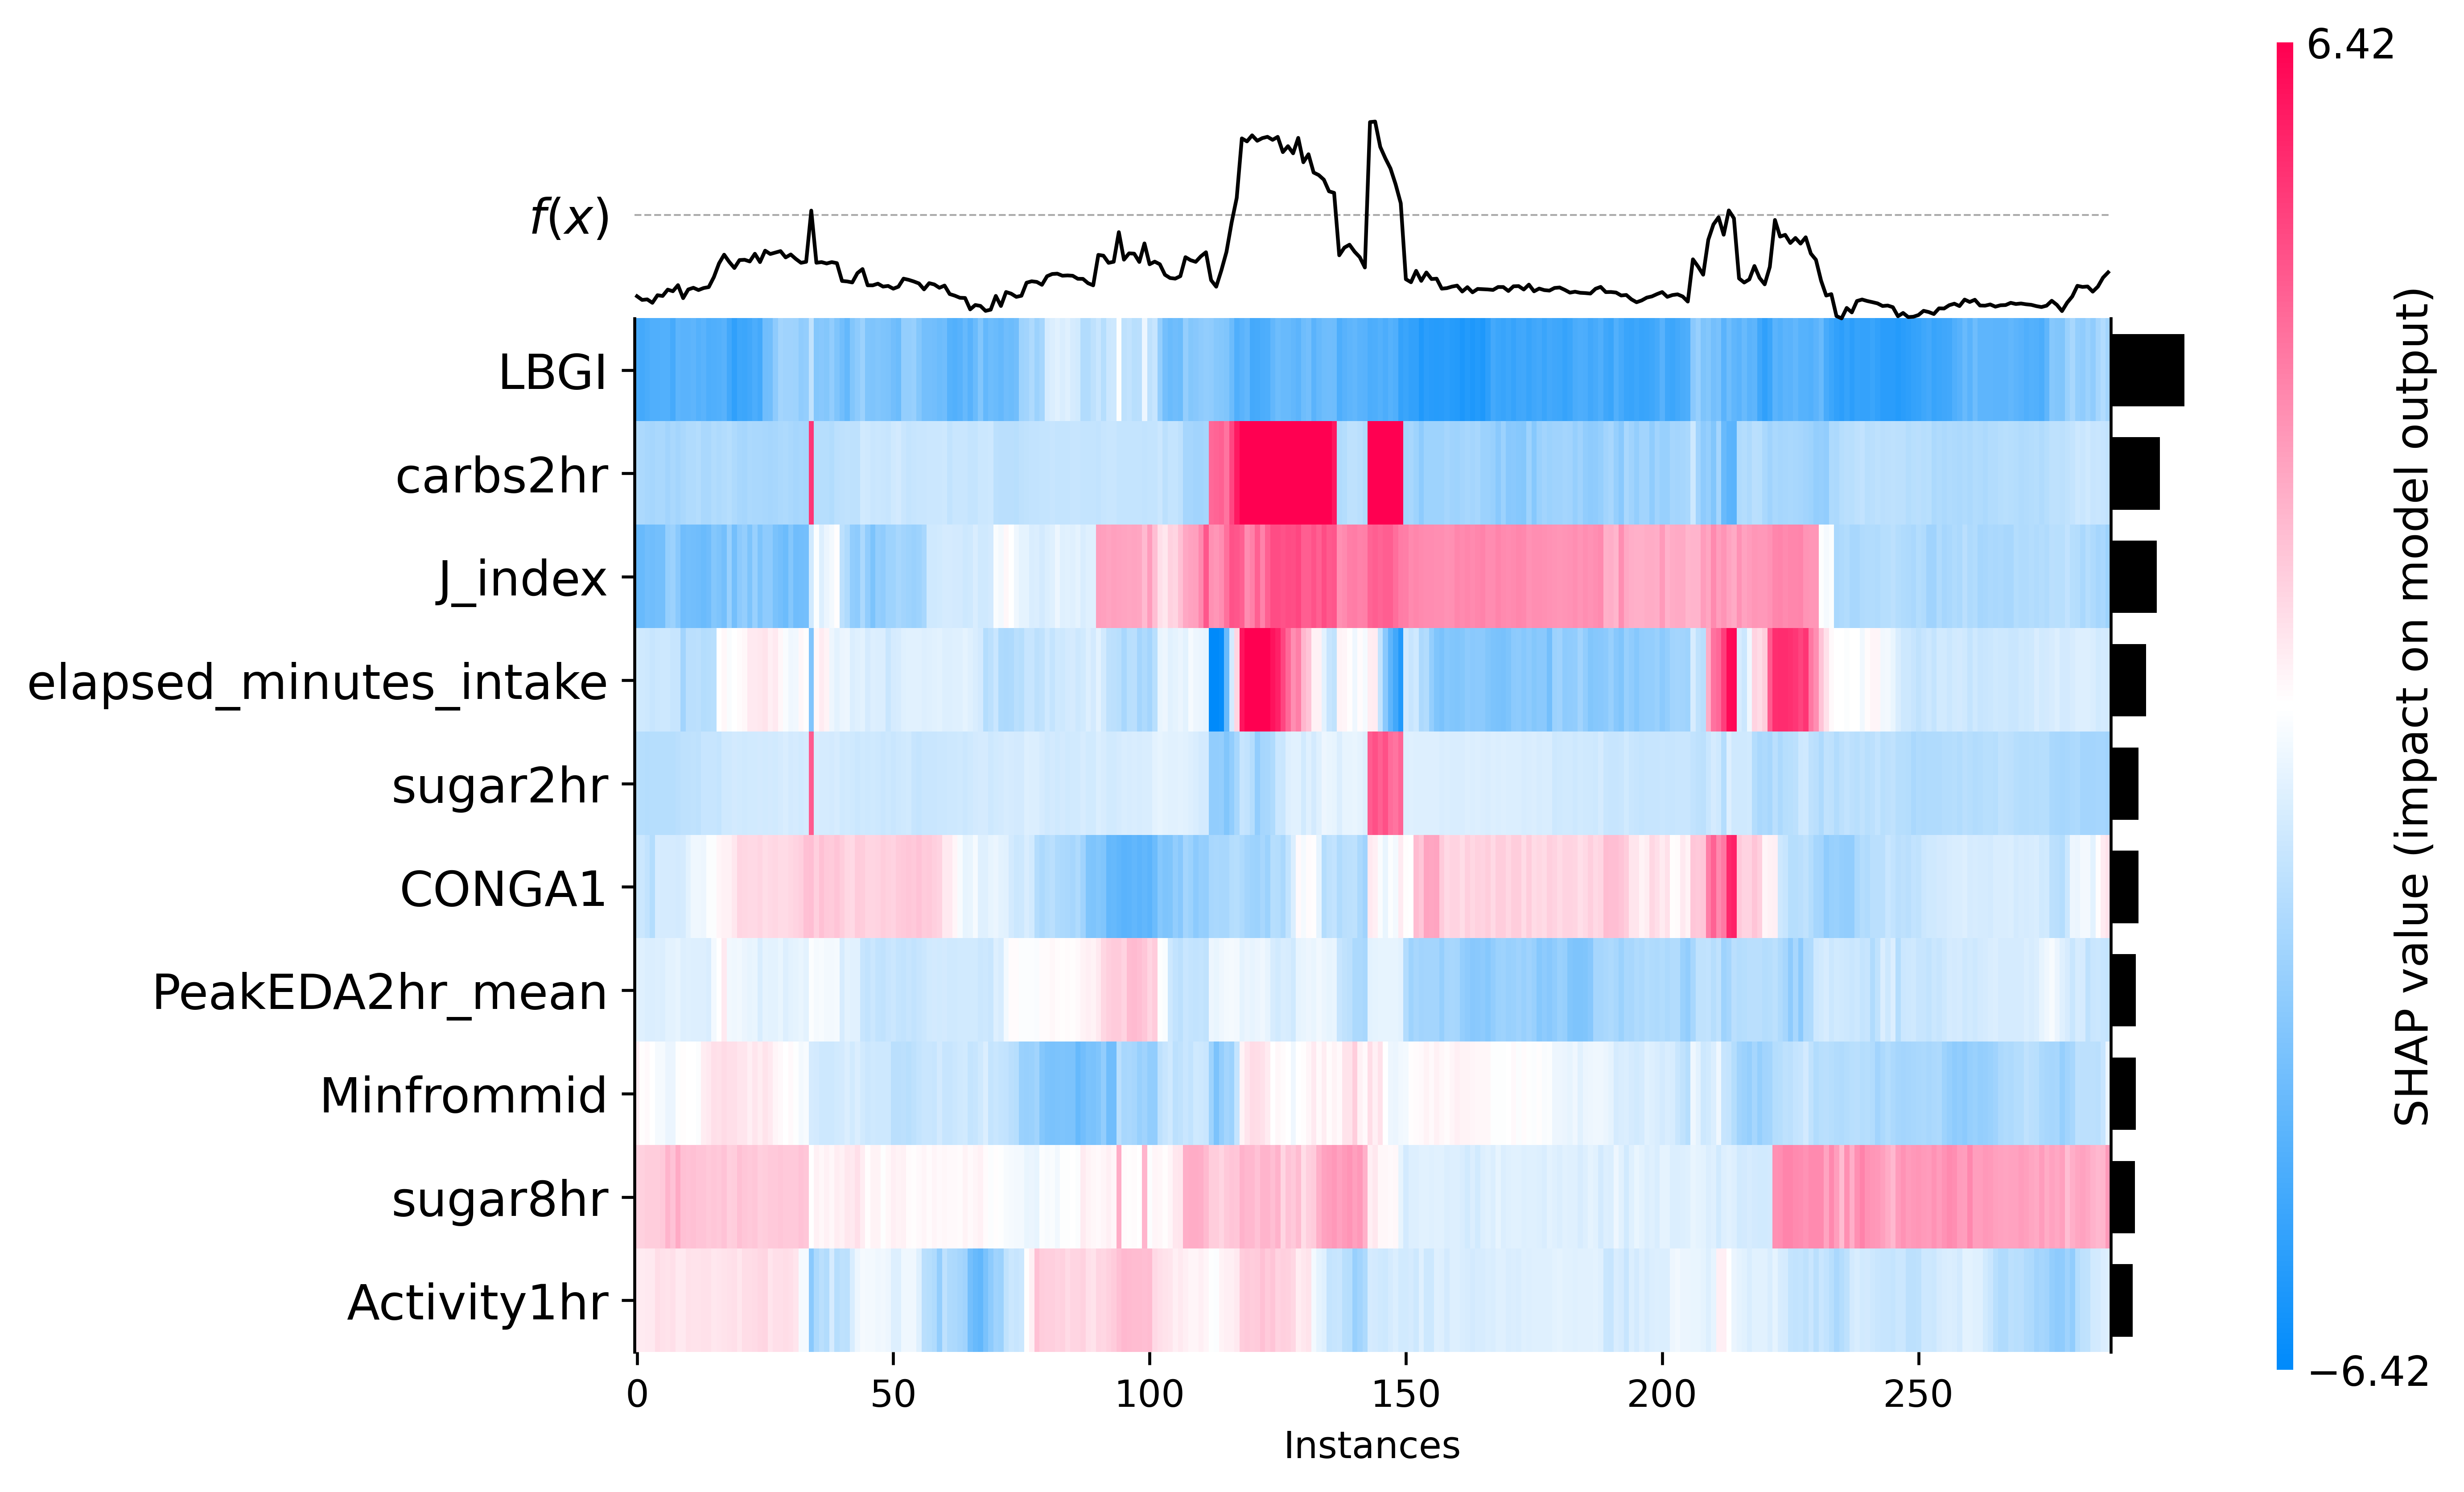 6.42
f(x)
LBGI
carbs2hr
J_index
elapsed_minutes_intake
sugar2hr
CONGA1
PeakEDA2hr_mean
Minfrommid
sugar8hr
Activity1hr
0 50 100 150 200 250
Instances
−6.42
SHAP value (impact on model output)